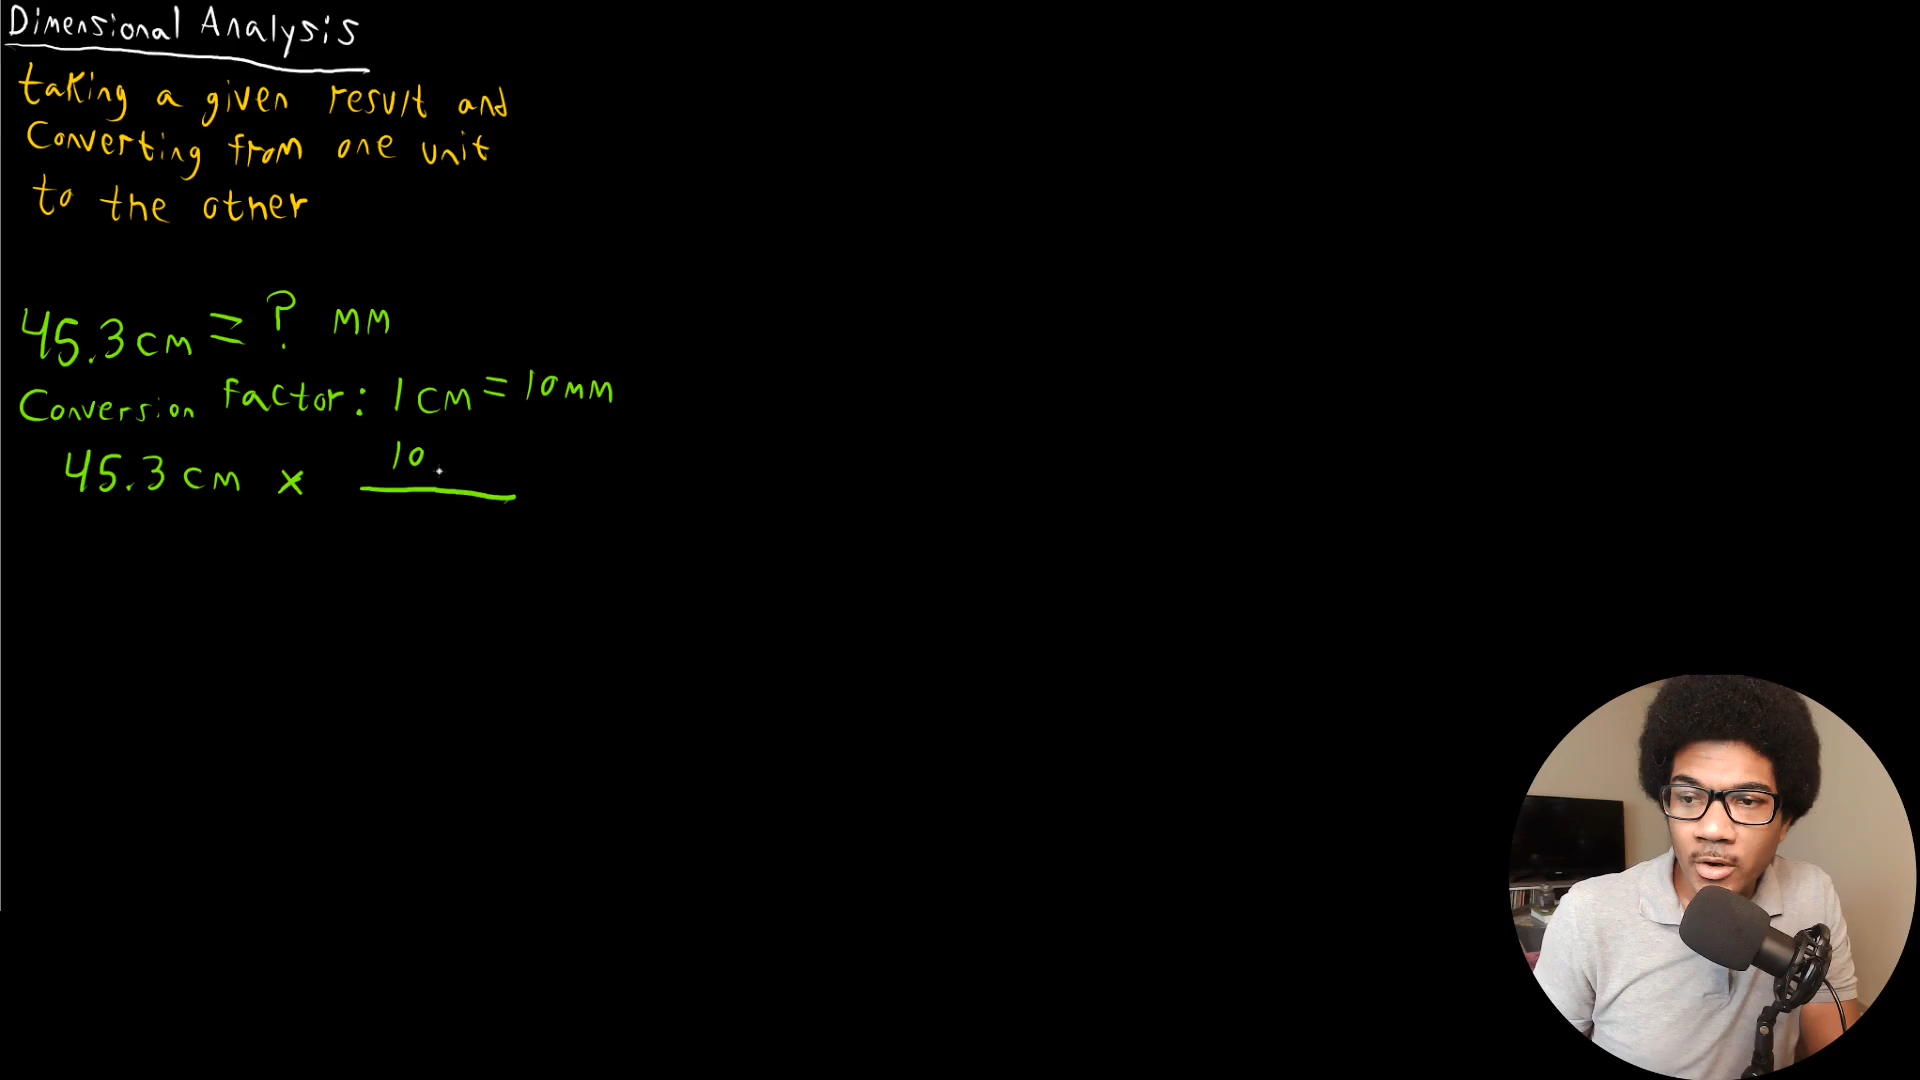 Dimensional Analysis
taking a given result and
Converting from one unit
to the other
45.3 cm = ? mm
Conversion factor: 1 cm = 10 mm
45.3 cm × 10